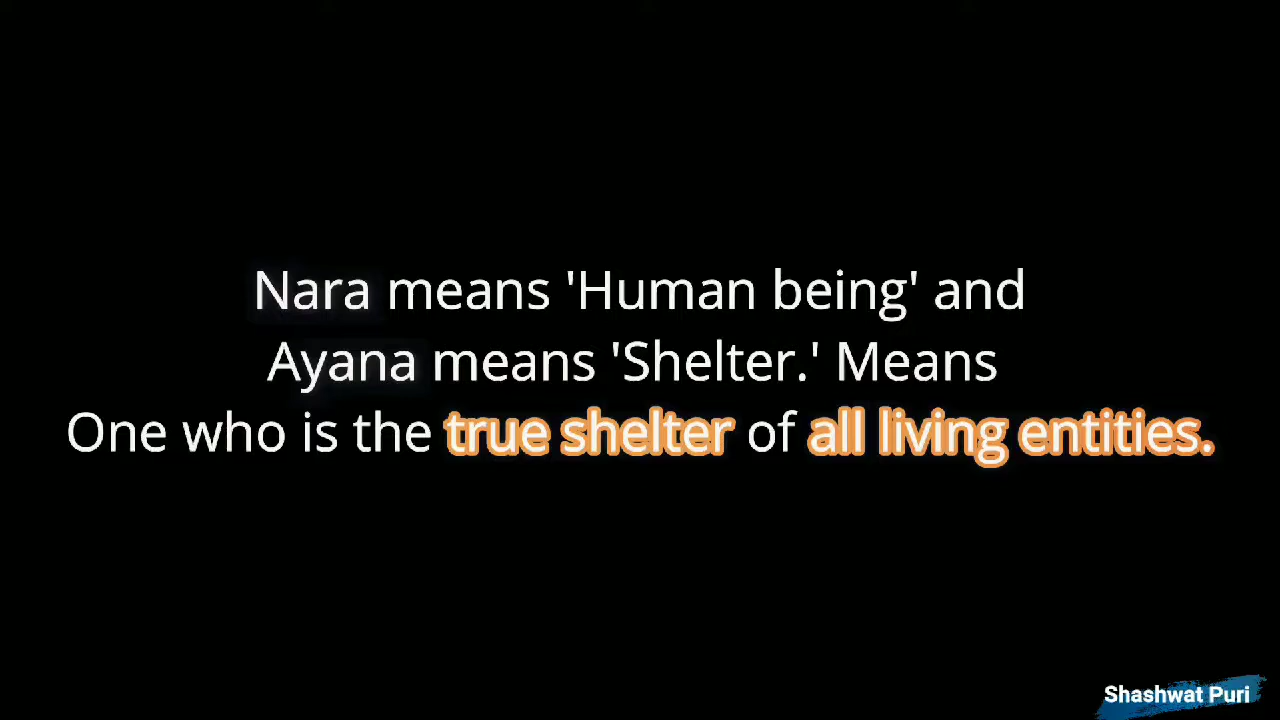 Nara means 'Human being' and
Ayana means 'Shelter.' Means
One who is the true shelter of all living entities.
Shashwat Puri